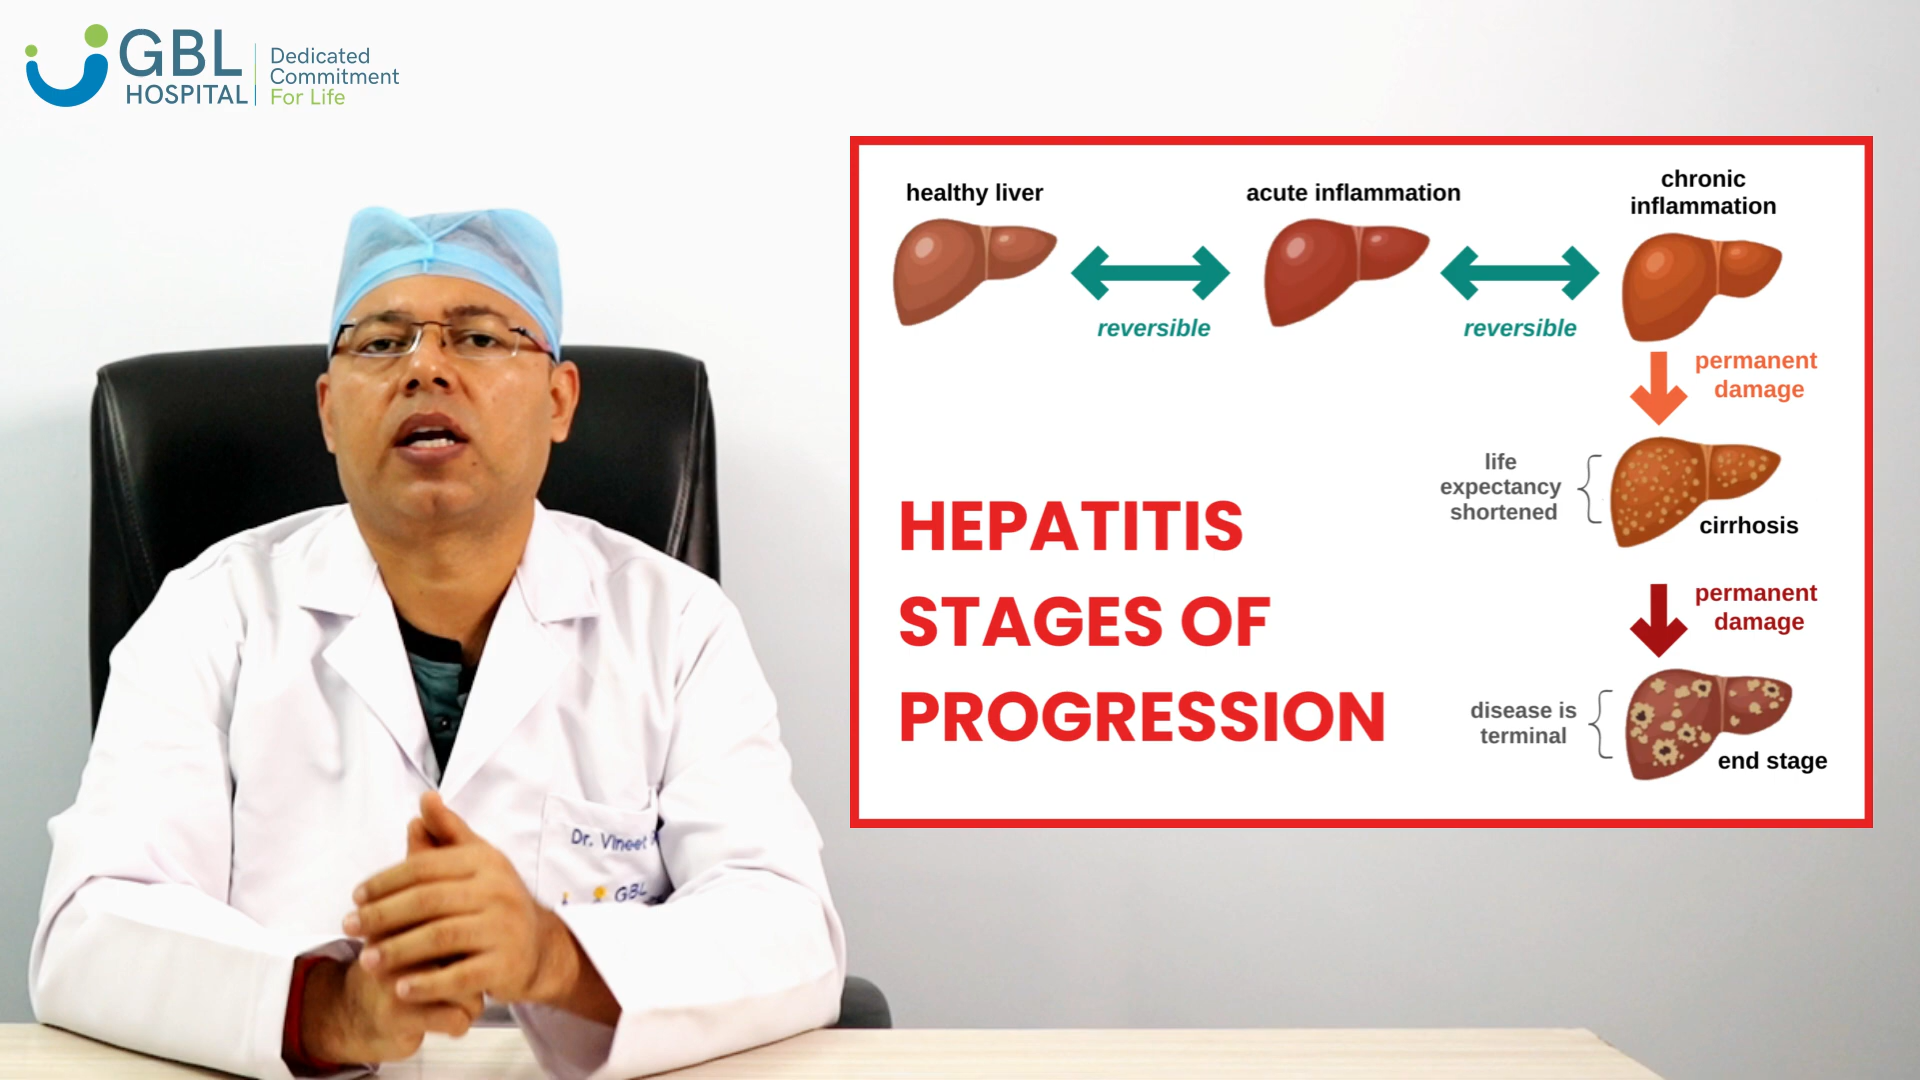 GBL
HOSPITAL
Dedicated
Commitment
For Life
healthy liver
acute inflammation
chronic
inflammation
reversible
reversible
permanent
damage
life
expectancy
shortened
cirrhosis
HEPATITIS
STAGES OF
PROGRESSION
permanent
damage
disease is
terminal
end stage
Dr. Vineet
GBL